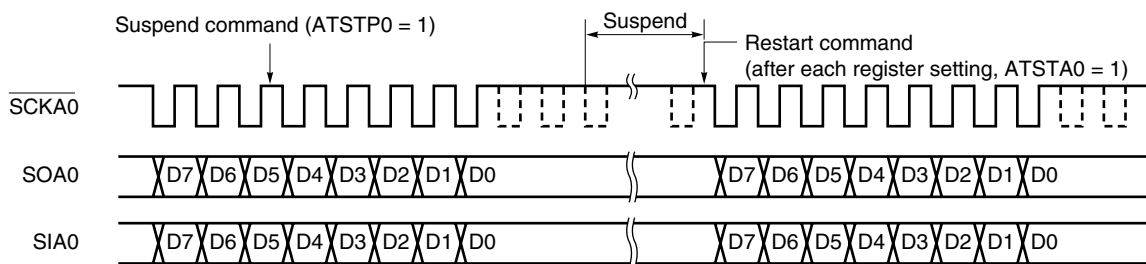 Suspend command (ATSTP0 = 1)
Suspend
Restart command
(after each register setting, ATSTA0 = 1)
SCKA0
SOA0
D7 D6 D5 D4 D3 D2 D1 D0
D7 D6 D5 D4 D3 D2 D1 D0
SIA0
D7 D6 D5 D4 D3 D2 D1 D0
D7 D6 D5 D4 D3 D2 D1 D0